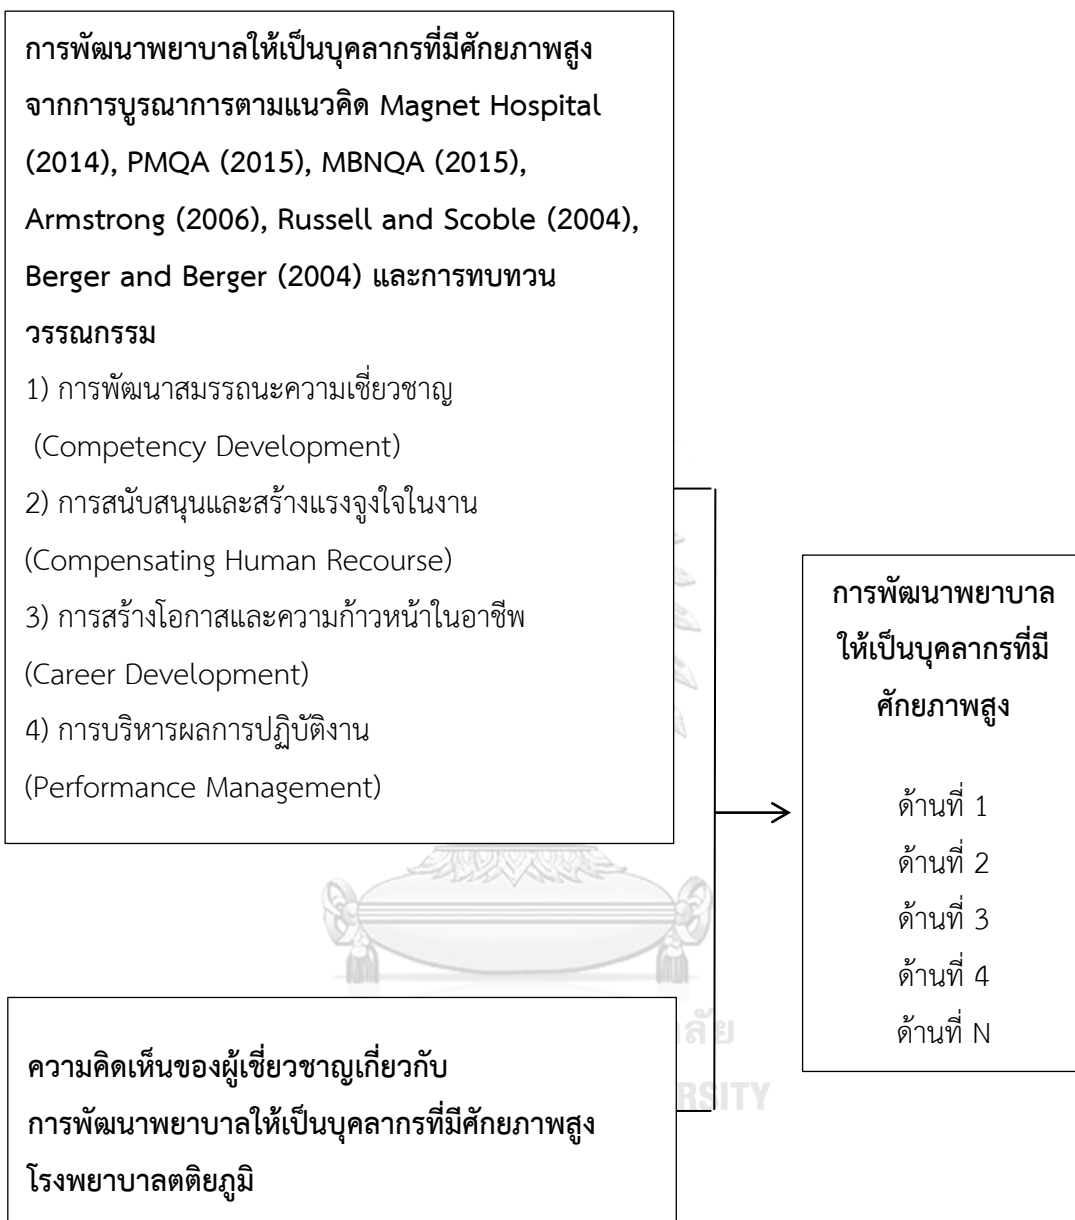 การพัฒนาพยาบาลให้เป็นบุคลากรที่มีศักยภาพสูง
จากการบูรณาการตามแนวคิด Magnet Hospital
(2014), PMQA (2015), MBNQA (2015),
Armstrong (2006), Russell and Scoble (2004),
Berger and Berger (2004) และการทบทวน
วรรณกรรม
1) การพัฒนาสมรรถนะความเชี่ยวชาญ
(Competency Development)
2) การสนับสนุนและสร้างแรงจูงใจในงาน
(Compensating Human Recourse)
3) การสร้างโอกาสและความก้าวหน้าในอาชีพ
(Career Development)
4) การบริหารผลการปฏิบัติงาน
(Performance Management)
การพัฒนาพยาบาล
ให้เป็นบุคลากรที่มี
ศักยภาพสูง
ด้านที่ 1
ด้านที่ 2
ด้านที่ 3
ด้านที่ 4
ด้านที่ N
ความคิดเห็นของผู้เชี่ยวชาญเกี่ยวกับ
การพัฒนาพยาบาลให้เป็นบุคลากรที่มีศักยภาพสูง
โรงพยาบาลตติยภูมิ